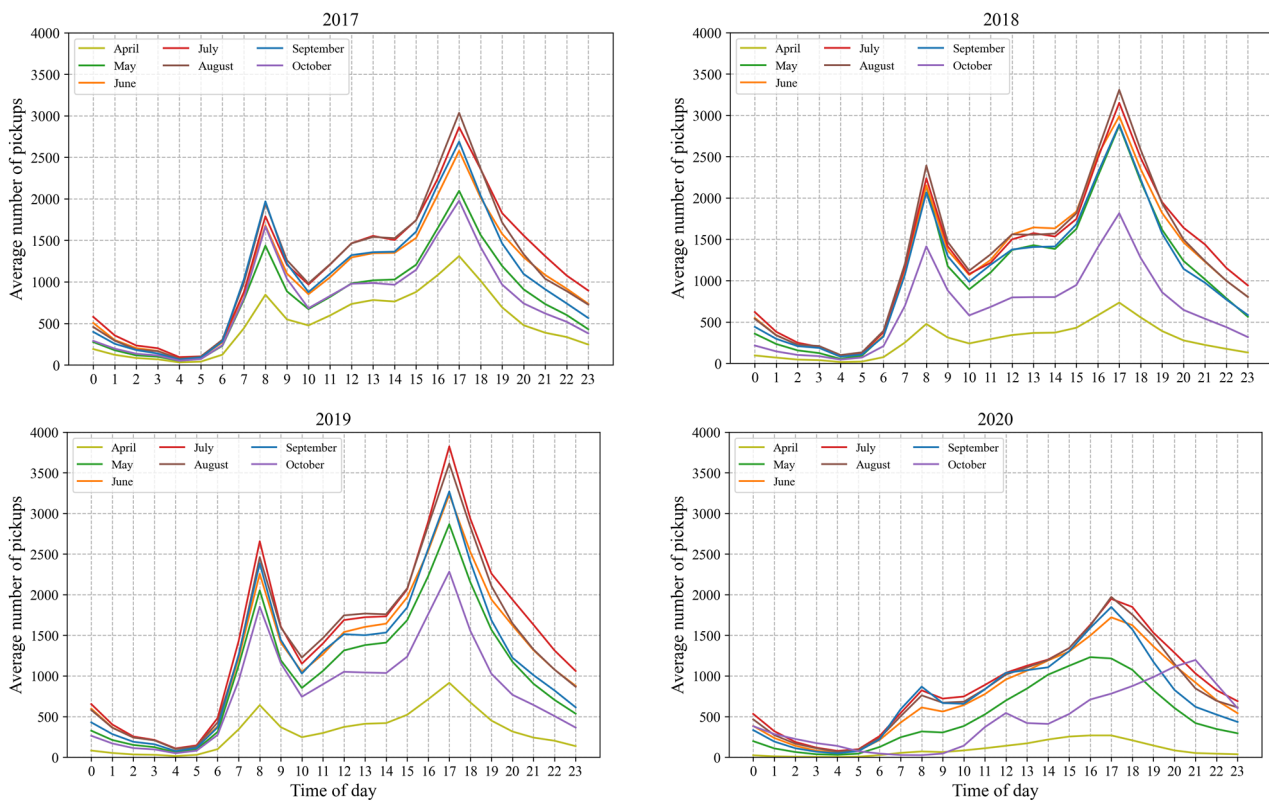 2017
4000
3500
3000
2500
2000
1500
1000
500
0
Average number of pickups
April July September
May August October
June
0 1 2 3 4 5 6 7 8 9 10 11 12 13 14 15 16 17 18 19 20 21 22 23
2018
4000
3500
3000
2500
2000
1500
1000
500
0
Average number of pickups
April July September
May August October
June
0 1 2 3 4 5 6 7 8 9 10 11 12 13 14 15 16 17 18 19 20 21 22 23
2019
4000
3500
3000
2500
2000
1500
1000
500
0
Average number of pickups
April July September
May August October
June
0 1 2 3 4 5 6 7 8 9 10 11 12 13 14 15 16 17 18 19 20 21 22 23
Time of day
2020
4000
3500
3000
2500
2000
1500
1000
500
0
Average number of pickups
April July September
May August October
June
0 1 2 3 4 5 6 7 8 9 10 11 12 13 14 15 16 17 18 19 20 21 22 23
Time of day